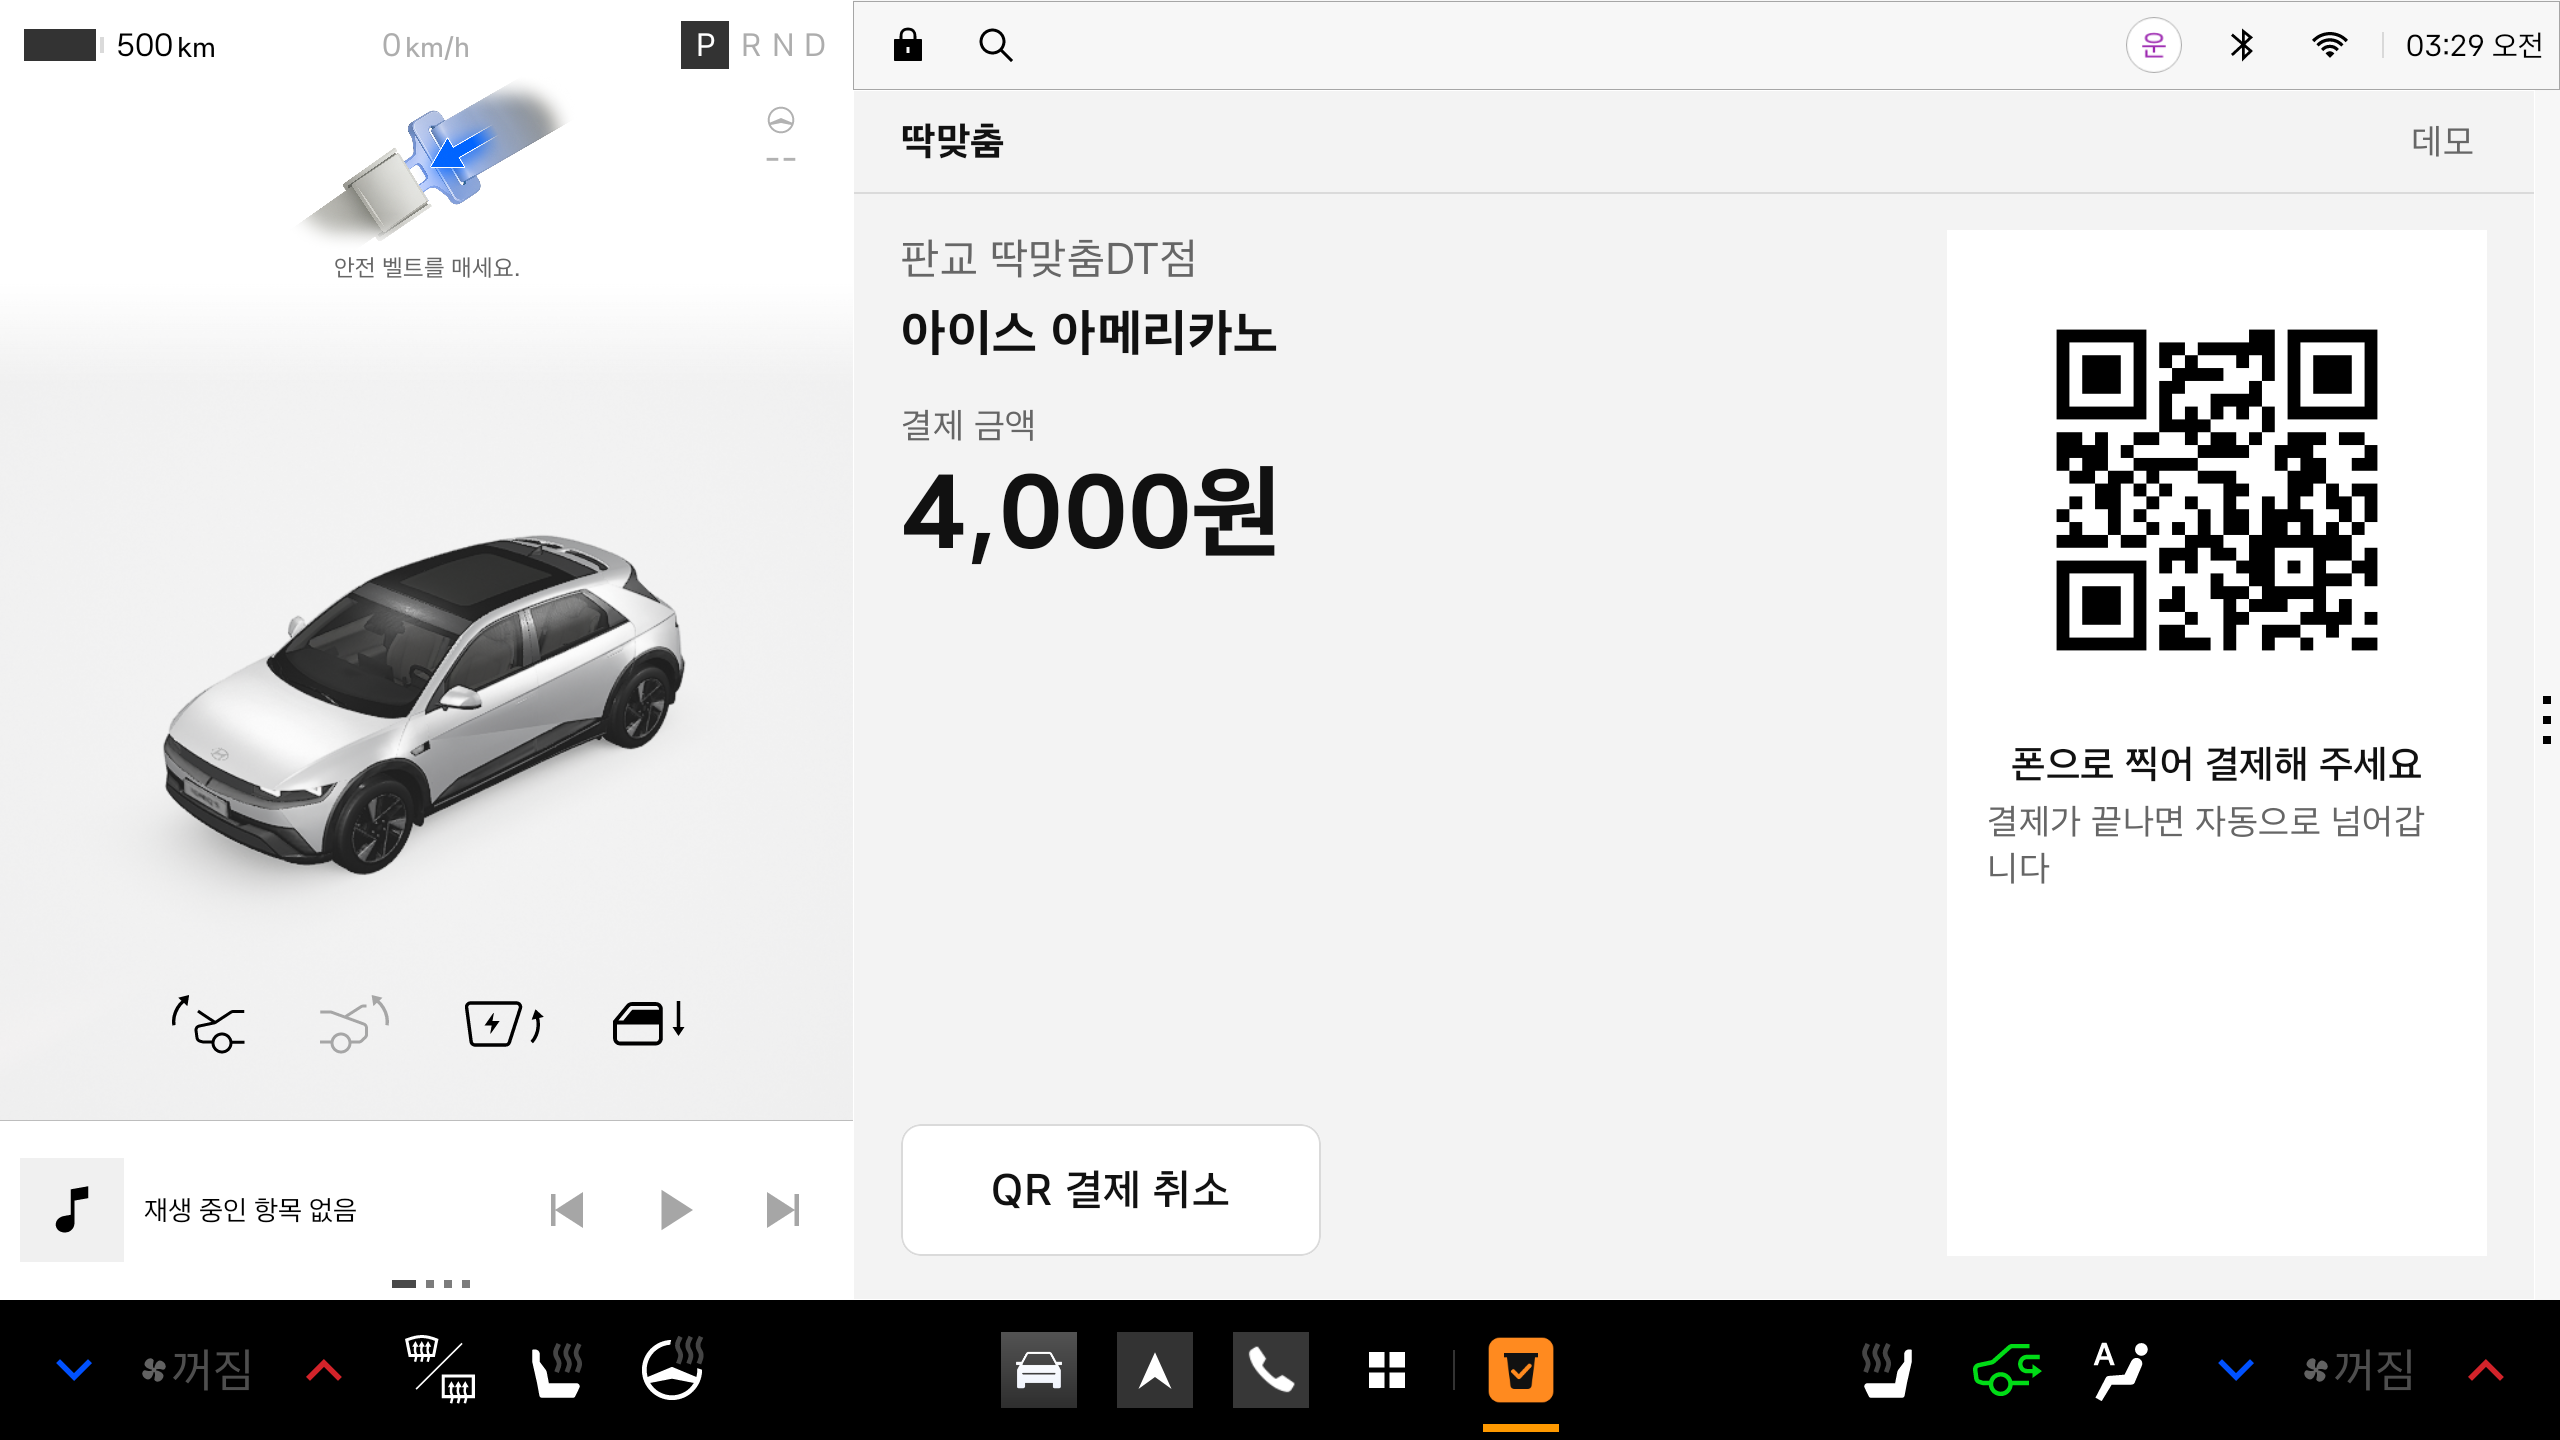 500 km
0 km/h
P R N D
03:29 오전
운
안전 벨트를 매세요.
딱맞춤
데모
판교 딱맞춤DT점
아이스 아메리카노
결제 금액
4,000원
폰으로 찍어 결제해 주세요
결제가 끝나면 자동으로 넘어갑
니다
QR 결제 취소
재생 중인 항목 없음
꺼짐
A
꺼짐